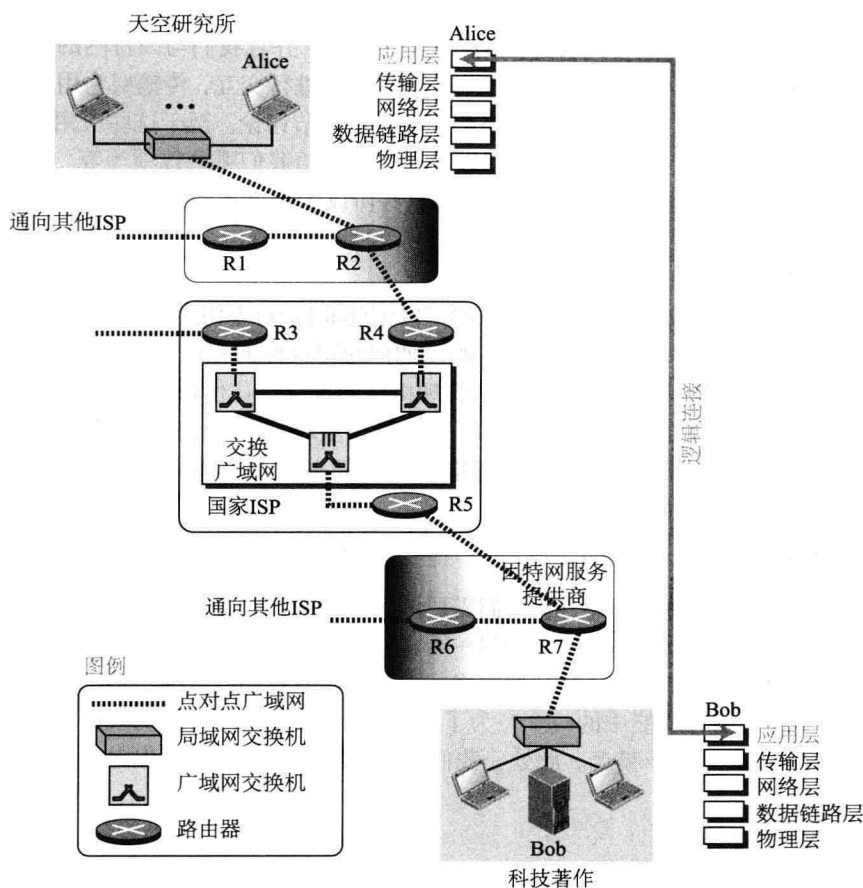 天空研究所
Alice
Alice
应用层
传输层
网络层
数据链路层
物理层
通向其他ISP
R1
R2
R3
R4
交换
广域网
国家ISP
R5
逻辑连接
因特网服务
提供商
通向其他ISP
R6
R7
图例
点对点广域网
局域网交换机
广域网交换机
路由器
Bob
科技著作
Bob
应用层
传输层
网络层
数据链路层
物理层